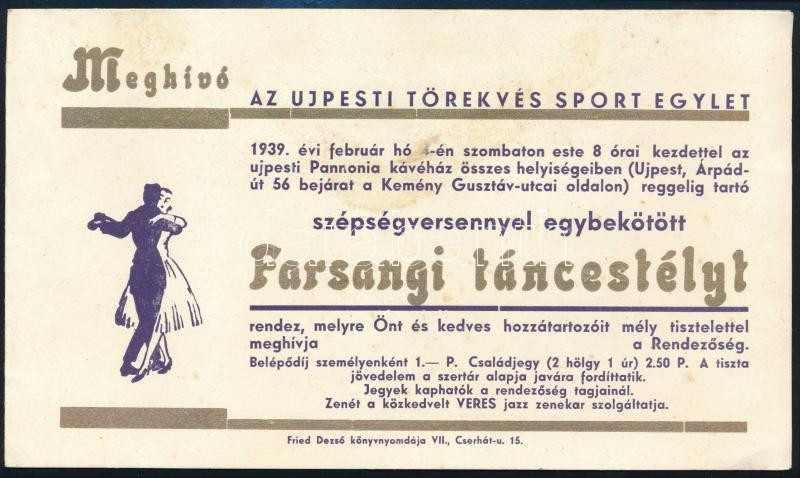 Meghívó
AZ UJPESTI TÖREKVÉS SPORT EGYLET
1939. évi február hó 4-én szombaton este 8 órai kezdettel az
ujpesti Pannonia kávéház összes helyiségeiben (Ujpest, Árpád-
út 56 bejárat a Kemény Gusztáv-utcai oldalon) reggelig tartó
szépségversennyel egybekötött
Farsangi táncestélyt
rendez, melyre Önt és kedves hozzátartozóit mély tisztelettel
meghívja a Rendezőség.
Belépődíj személyenként 1.— P. Családjegy (2 hölgy 1 úr) 2.50 P. A tiszta
jövedelem a szertár alapja javára fordíttatik.
Jegyek kaphatók a rendezőség tagjainál.
Zenét a közkedvelt VERES jazz zenekar szolgáltatja.
Fried Dezső könyvnyomdája VII., Cserhát-u. 15.